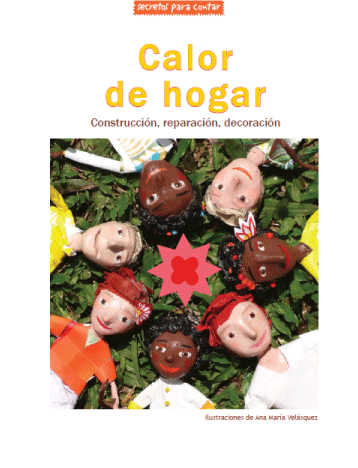 secretos para contar
Calor
de hogar
Construcción, reparación, decoración
Ilustraciones de Ana María Velásquez